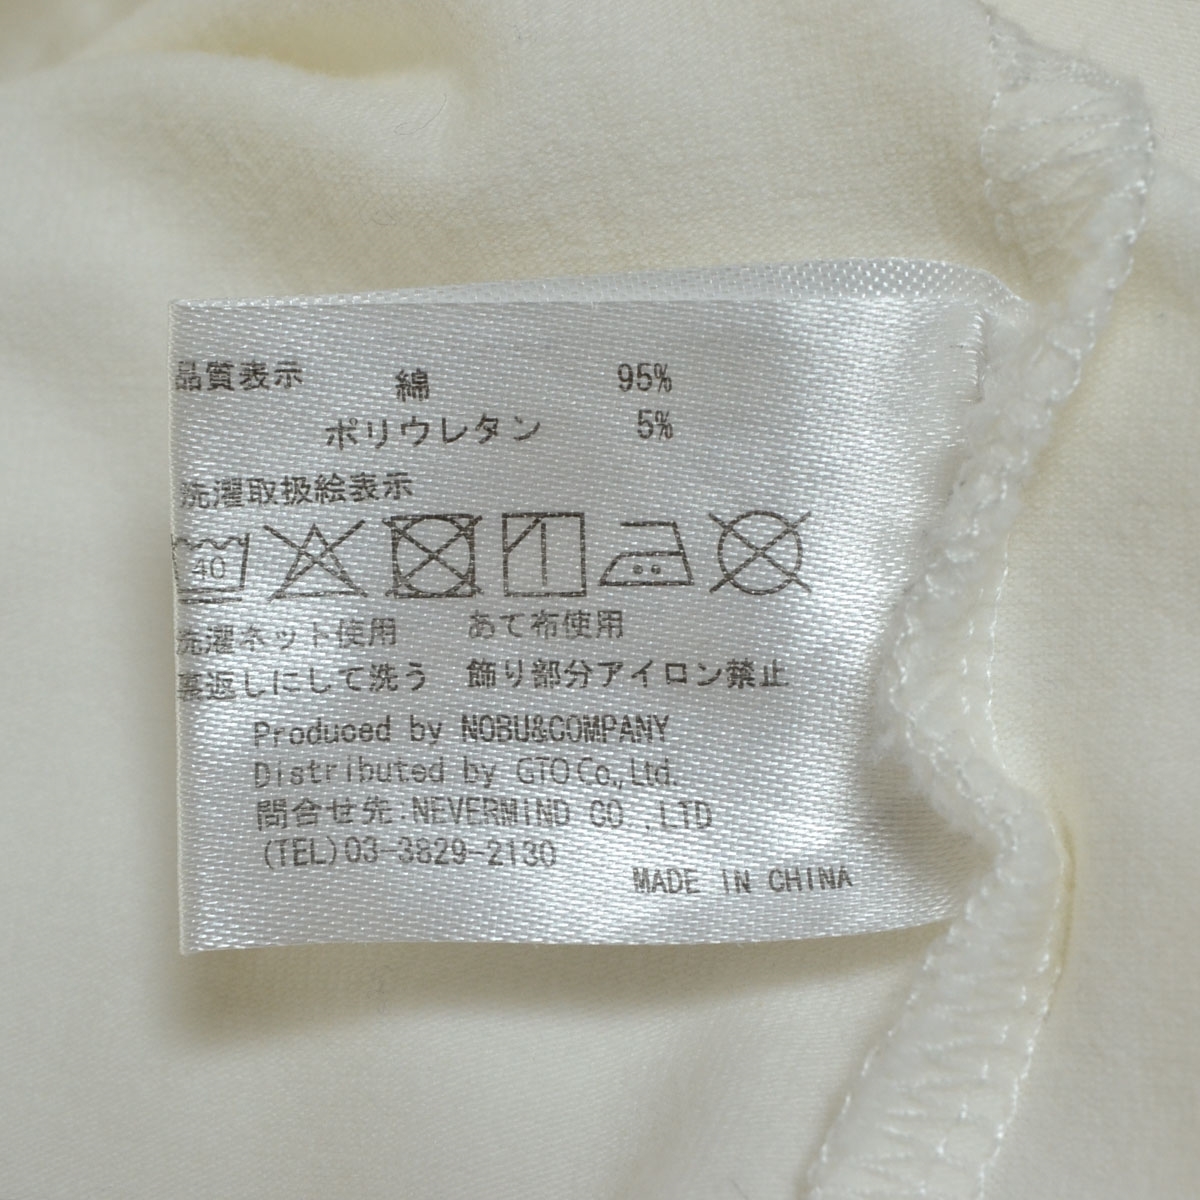 品質表示 綿 95%
ポリウレタン 5%
洗濯取扱絵表示
40
洗濯ネット使用 あて布使用
裏返しにして洗う 飾り部分アイロン禁止
Produced by NOBU&COMPANY
Distributed by GTO Co.,Ltd.
問合せ先:NEVERMIND CO .LTD
(TEL)03-3829-2130
MADE IN CHINA